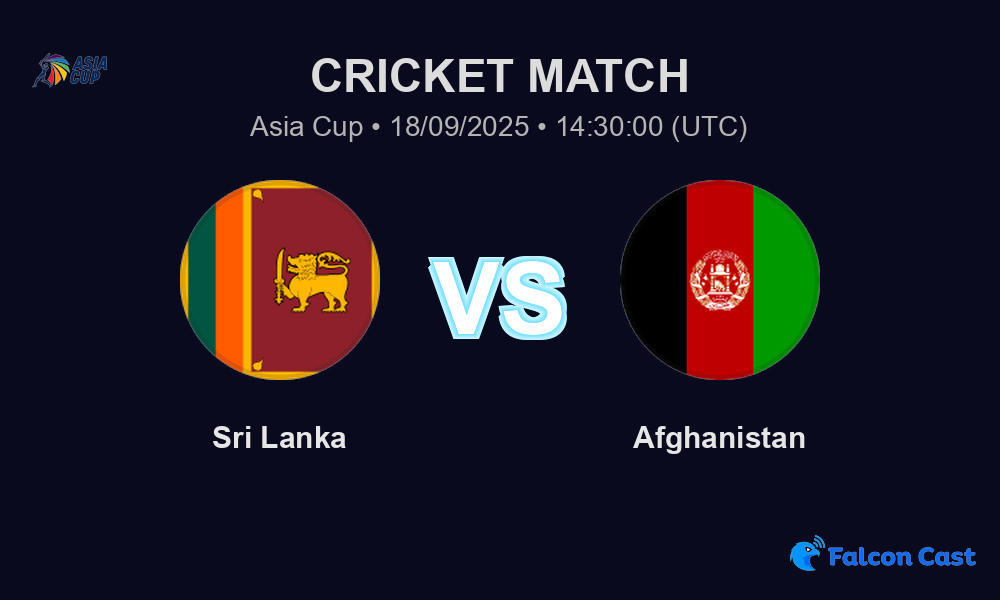 ASIA
CUP
CRICKET MATCH
Asia Cup • 18/09/2025 • 14:30:00 (UTC)
VS
Sri Lanka
Afghanistan
Falcon Cast